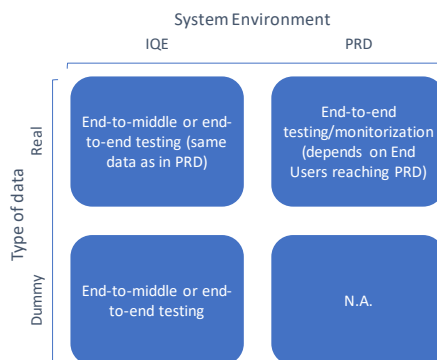 System Environment
IQE
PRD
Type of data
Real
End-to-middle or end-
to-end testing (same
data as in PRD)
End-to-end
testing/monitorization
(depends on End
Users reaching PRD)
Dummy
End-to-middle or end-
to-end testing
N.A.